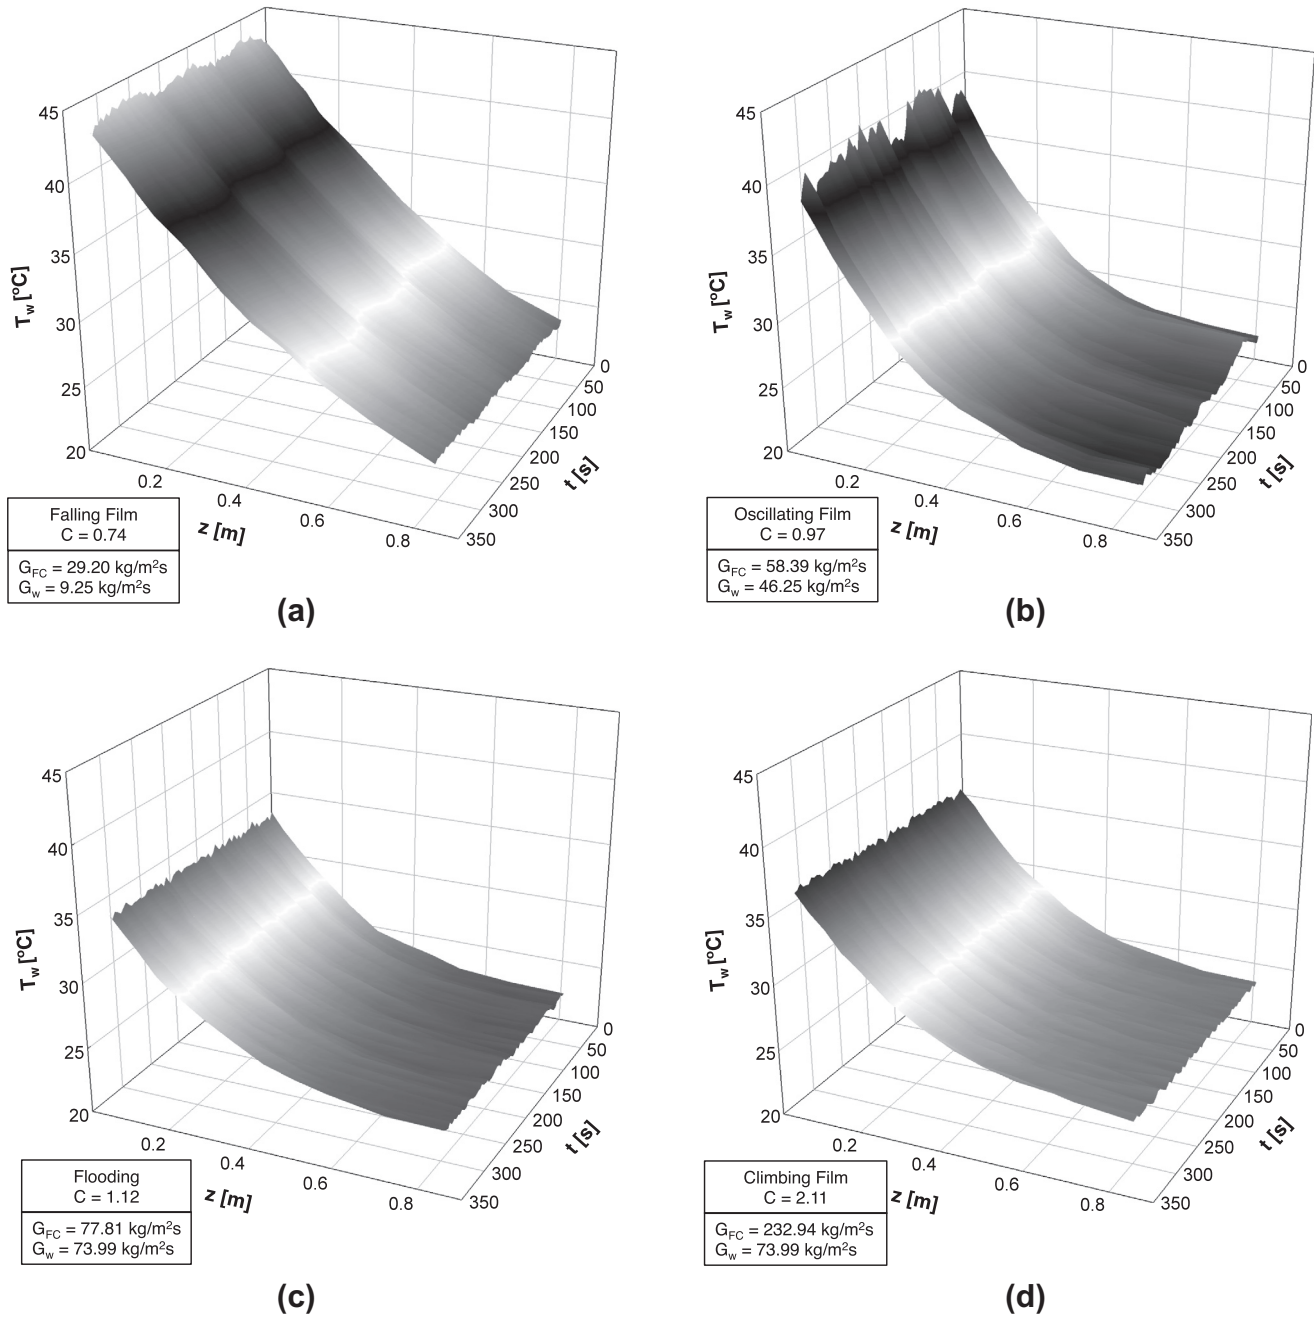 45
40
35
30
25
20
T_w [°C]
0.2
0.4
0.6
0.8
z [m]
0
50
100
150
200
250
300
350
t [s]
Falling Film
C = 0.74
G_FC = 29.20 kg/m²s
G_w = 9.25 kg/m²s
(a)
45
40
35
30
25
20
T_w [°C]
0.2
0.4
0.6
0.8
z [m]
0
50
100
150
200
250
300
350
t [s]
Oscillating Film
C = 0.97
G_FC = 58.39 kg/m²s
G_w = 46.25 kg/m²s
(b)
45
40
35
30
25
20
T_w [°C]
0.2
0.4
0.6
0.8
z [m]
0
50
100
150
200
250
300
350
t [s]
Flooding
C = 1.12
G_FC = 77.81 kg/m²s
G_w = 73.99 kg/m²s
(c)
45
40
35
30
25
20
T_w [°C]
0.2
0.4
0.6
0.8
z [m]
0
50
100
150
200
250
300
350
t [s]
Climbing Film
C = 2.11
G_FC = 232.94 kg/m²s
G_w = 73.99 kg/m²s
(d)